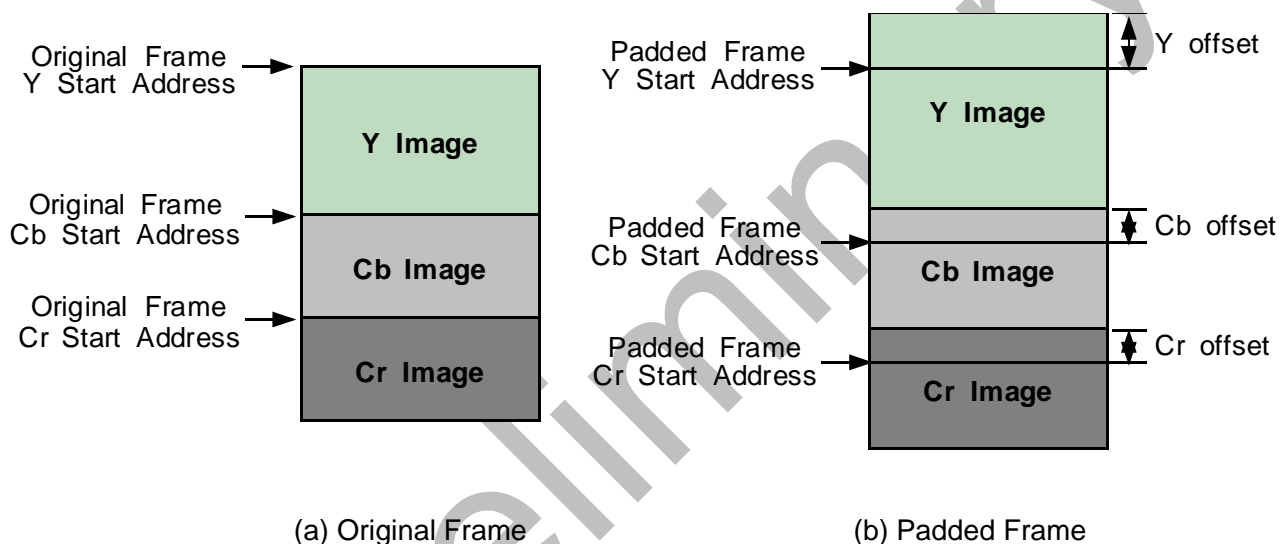 Original Frame
Y Start Address
Y Image
Original Frame
Cb Start Address
Cb Image
Original Frame
Cr Start Address
Cr Image
(a) Original Frame
Padded Frame
Y Start Address
Y offset
Y Image
Padded Frame
Cb Start Address
Cb offset
Cb Image
Padded Frame
Cr Start Address
Cr offset
Cr Image
(b) Padded Frame
eliminary